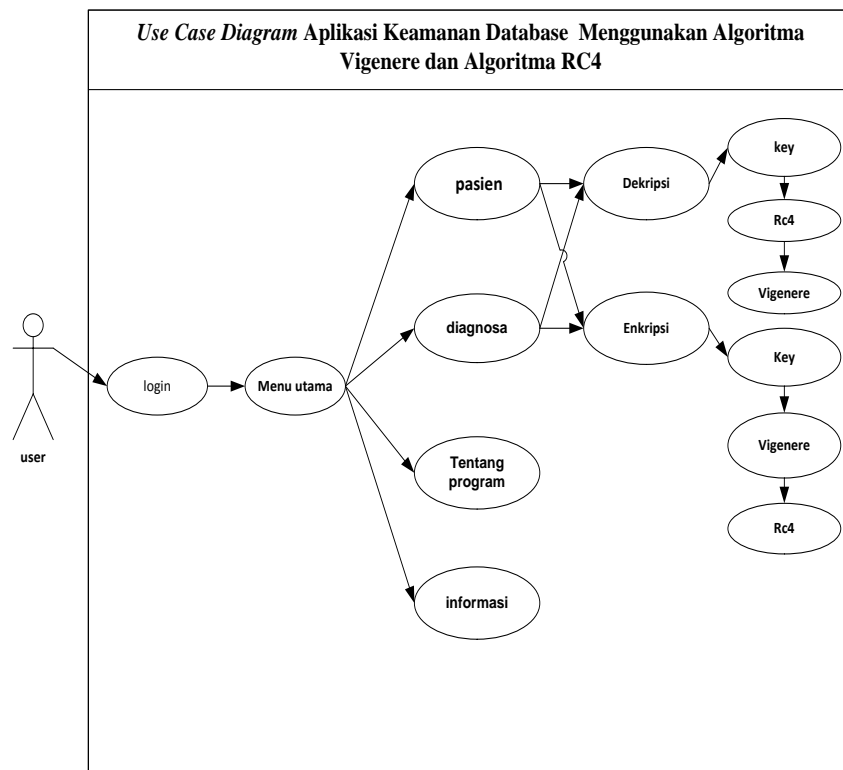 Use Case Diagram Aplikasi Keamanan Database Menggunakan Algoritma
Vigenere dan Algoritma RC4
key
pasien
Dekripsi
Rc4
Vigenere
diagnosa
Enkripsi
Key
login
Menu utama
Vigenere
user
Tentang
program
Rc4
informasi